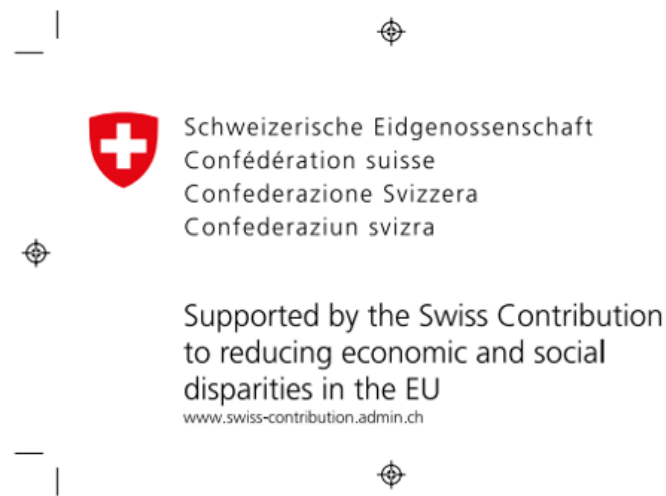 Schweizerische Eidgenossenschaft
Confédération suisse
Confederazione Svizzera
Confederaziun svizra
Supported by the Swiss Contribution
to reducing economic and social
disparities in the EU
www.swiss-contribution.admin.ch